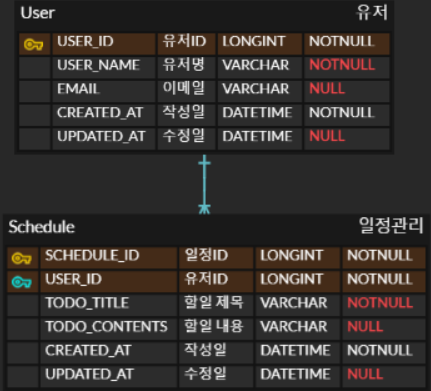 User 유저
USER_ID 유저ID LONGINT NOTNULL
USER_NAME 유저명 VARCHAR NOTNULL
EMAIL 이메일 VARCHAR NULL
CREATED_AT 작성일 DATETIME NOTNULL
UPDATED_AT 수정일 DATETIME NULL
Schedule 일정관리
SCHEDULE_ID 일정ID LONGINT NOTNULL
USER_ID 유저ID LONGINT NOTNULL
TODO_TITLE 할일 제목 VARCHAR NOTNULL
TODO_CONTENTS 할일 내용 VARCHAR NULL
CREATED_AT 작성일 DATETIME NOTNULL
UPDATED_AT 수정일 DATETIME NULL